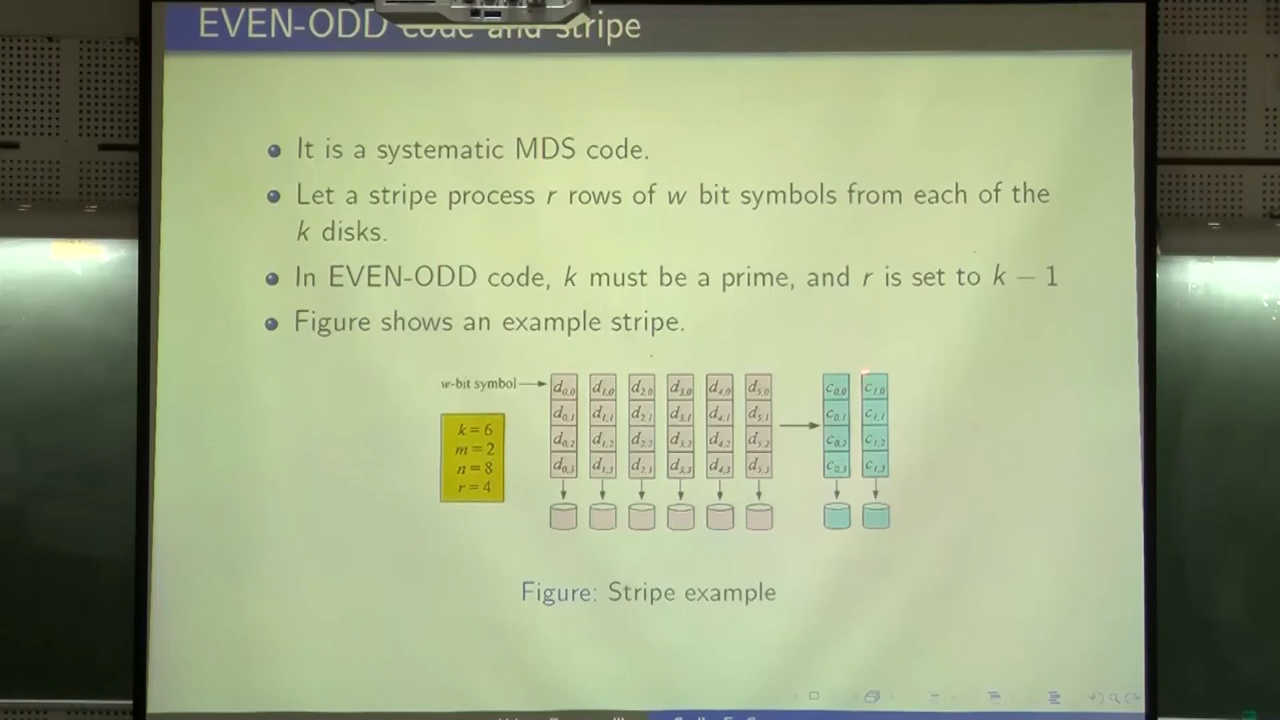 EVEN-ODD code and stripe
It is a systematic MDS code.
Let a stripe process r rows of w bit symbols from each of the
k disks.
In EVEN-ODD code, k must be a prime, and r is set to k − 1
Figure shows an example stripe.
w-bit symbol
d0,0 d1,0 d2,0 d3,0 d4,0 d5,0 c0,0 c1,0
d0,1 d1,1 d2,1 d3,1 d4,1 d5,1 c0,1 c1,1
d0,2 d1,2 d2,2 d3,2 d4,2 d5,2 c0,2 c1,2
d0,3 d1,3 d2,3 d3,3 d4,3 d5,3 c0,3 c1,3
k = 6
m = 2
n = 8
r = 4
Figure: Stripe example